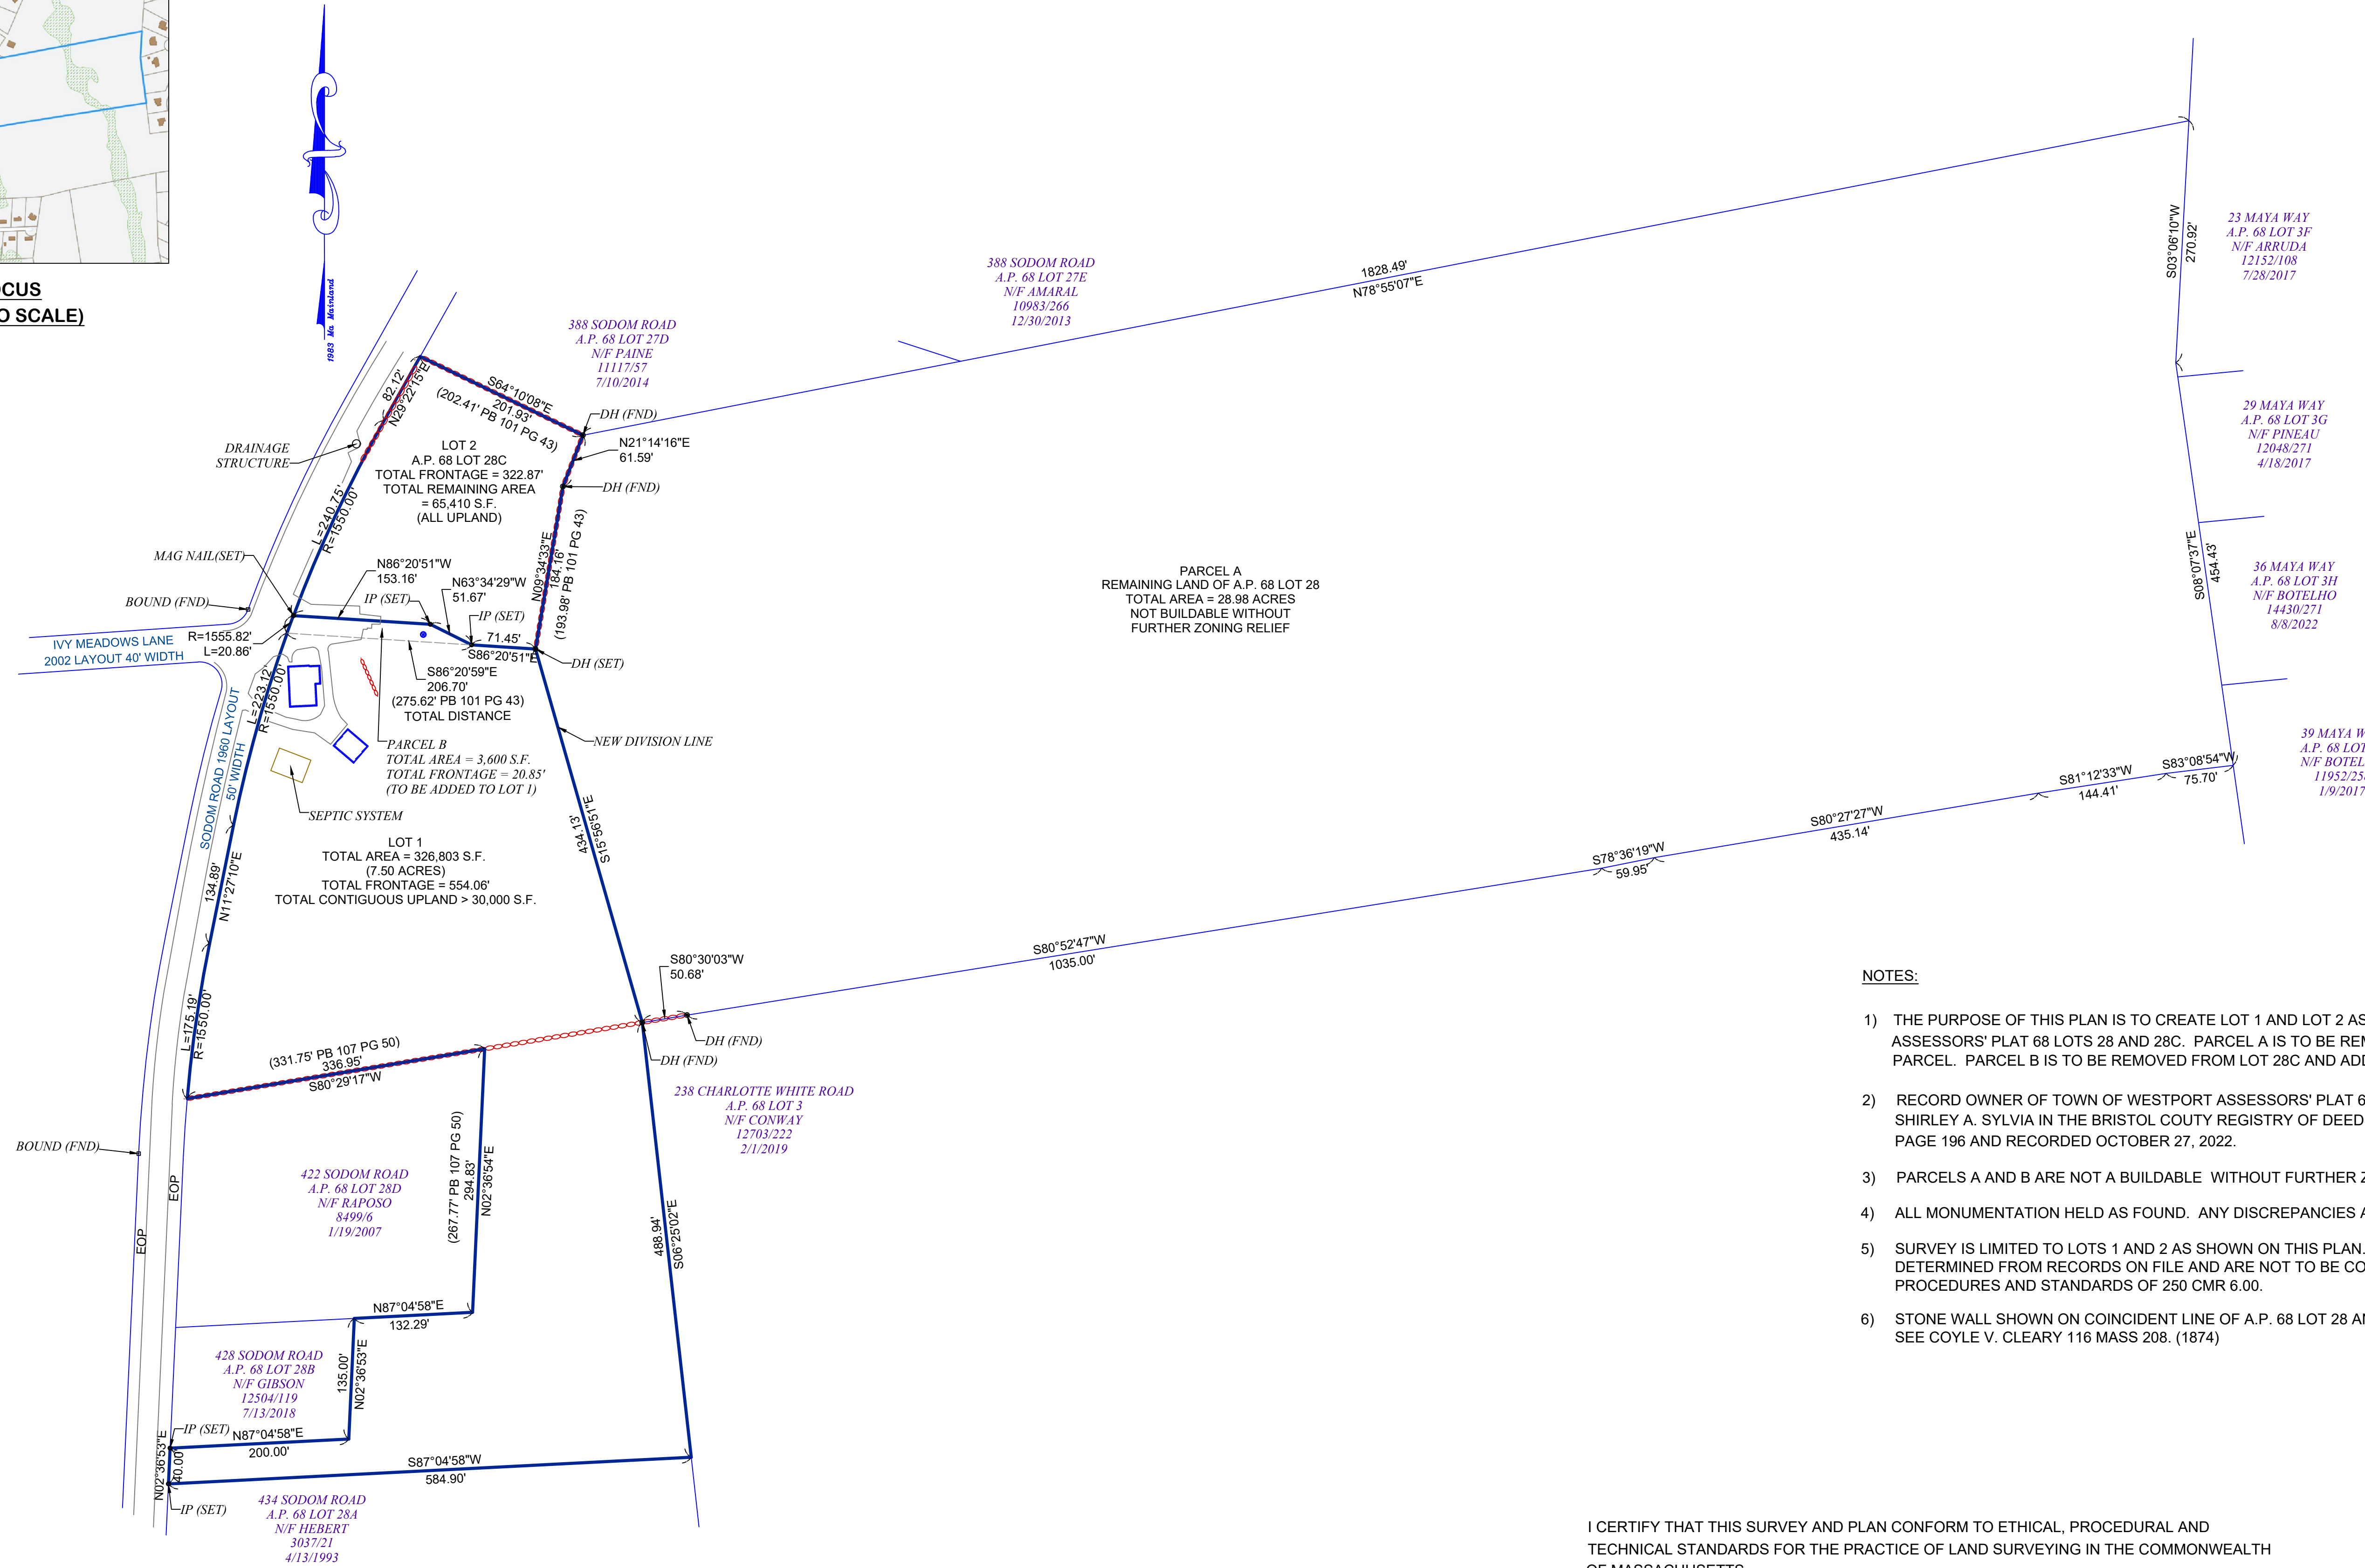 OCUS
O SCALE)
1983 Ma Mainland
388 SODOM ROAD
A.P. 68 LOT 27D
N/F PAINE
11117/57
7/10/2014
388 SODOM ROAD
A.P. 68 LOT 27E
N/F AMARAL
10983/266
12/30/2013
1828.49'
N78°55'07"E
S03°06'10"W
270.92'
23 MAYA WAY
A.P. 68 LOT 3F
N/F ARRUDA
12152/108
7/28/2017
29 MAYA WAY
A.P. 68 LOT 3G
N/F PINEAU
12048/271
4/18/2017
S08°07'37"E
454.43'
36 MAYA WAY
A.P. 68 LOT 3H
N/F BOTELHO
14430/271
8/8/2022
39 MAYA W
A.P. 68 LOT
N/F BOTEL
11952/25
1/9/2017
82.12'
N29°22'15"E
S64°10'08"E
201.93'
(202.41' PB 101 PG 43)
DH (FND)
N21°14'16"E
61.59'
DH (FND)
DRAINAGE
STRUCTURE
LOT 2
A.P. 68 LOT 28C
TOTAL FRONTAGE = 322.87'
TOTAL REMAINING AREA
= 65,410 S.F.
(ALL UPLAND)
L=240.75'
R=1550.00'
N09°34'33"E
184.16'
(193.98' PB 101 PG 43)
MAG NAIL(SET)
N86°20'51"W
153.16'
N63°34'29"W
51.67'
IP (SET)
IP (SET)
BOUND (FND)
R=1555.82'
L=20.86'
IVY MEADOWS LANE
2002 LAYOUT 40' WIDTH
71.45'
S86°20'51"E
DH (SET)
S86°20'59"E
206.70'
(275.62' PB 101 PG 43)
TOTAL DISTANCE
L=223.12'
R=1550.00'
SODOM ROAD 1960 LAYOUT
50' WIDTH
PARCEL B
TOTAL AREA = 3,600 S.F.
TOTAL FRONTAGE = 20.85'
(TO BE ADDED TO LOT 1)
NEW DIVISION LINE
SEPTIC SYSTEM
PARCEL A
REMAINING LAND OF A.P. 68 LOT 28
TOTAL AREA = 28.98 ACRES
NOT BUILDABLE WITHOUT
FURTHER ZONING RELIEF
LOT 1
TOTAL AREA = 326,803 S.F.
(7.50 ACRES)
TOTAL FRONTAGE = 554.06'
TOTAL CONTIGUOUS UPLAND > 30,000 S.F.
134.89'
N11°27'10"E
434.13'
S15°56'51"E
S83°08'54"W
75.70'
S81°12'33"W
144.41'
S80°27'27"W
435.14'
S78°36'19"W
59.95'
S80°52'47"W
1035.00'
S80°30'03"W
50.68'
DH (FND)
DH (FND)
L=175.19'
R=1550.00'
(331.75' PB 107 PG 50)
336.95'
S80°29'17"W
238 CHARLOTTE WHITE ROAD
A.P. 68 LOT 3
N/F CONWAY
12703/222
2/1/2019
BOUND (FND)
EOP
EOP
422 SODOM ROAD
A.P. 68 LOT 28D
N/F RAPOSO
8499/6
1/19/2007
(267.77' PB 107 PG 50)
294.83'
N02°36'54"E
488.94'
S06°25'02"E
N87°04'58"E
132.29'
428 SODOM ROAD
A.P. 68 LOT 28B
N/F GIBSON
12504/119
7/13/2018
135.00'
N02°36'53"E
IP (SET)
N87°04'58"E
200.00'
N02°36'53"E
40.00'
IP (SET)
S87°04'58"W
584.90'
434 SODOM ROAD
A.P. 68 LOT 28A
N/F HEBERT
3037/21
4/13/1993
NOTES:
1) THE PURPOSE OF THIS PLAN IS TO CREATE LOT 1 AND LOT 2 AS
ASSESSORS' PLAT 68 LOTS 28 AND 28C. PARCEL A IS TO BE REM
PARCEL. PARCEL B IS TO BE REMOVED FROM LOT 28C AND ADD
2) RECORD OWNER OF TOWN OF WESTPORT ASSESSORS' PLAT 6
SHIRLEY A. SYLVIA IN THE BRISTOL COUTY REGISTRY OF DEED
PAGE 196 AND RECORDED OCTOBER 27, 2022.
3) PARCELS A AND B ARE NOT A BUILDABLE WITHOUT FURTHER Z
4) ALL MONUMENTATION HELD AS FOUND. ANY DISCREPANCIES A
5) SURVEY IS LIMITED TO LOTS 1 AND 2 AS SHOWN ON THIS PLAN.
DETERMINED FROM RECORDS ON FILE AND ARE NOT TO BE CO
PROCEDURES AND STANDARDS OF 250 CMR 6.00.
6) STONE WALL SHOWN ON COINCIDENT LINE OF A.P. 68 LOT 28 A
SEE COYLE V. CLEARY 116 MASS 208. (1874)
I CERTIFY THAT THIS SURVEY AND PLAN CONFORM TO ETHICAL, PROCEDURAL AND
TECHNICAL STANDARDS FOR THE PRACTICE OF LAND SURVEYING IN THE COMMONWEALTH
OF MASSACHUSETTS